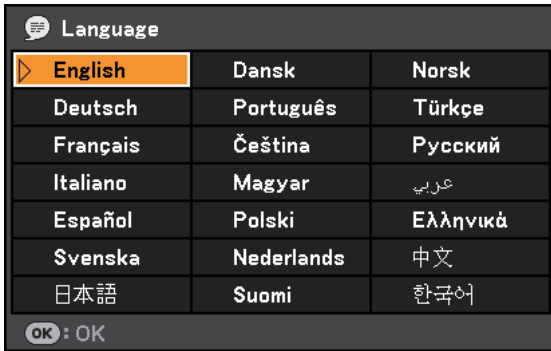 Language
English Dansk Norsk
Deutsch Português Türkçe
Français Čeština Русский
Italiano Magyar عربي
Español Polski Ελληνικά
Svenska Nederlands 中文
日本語 Suomi 한국어
OK : OK